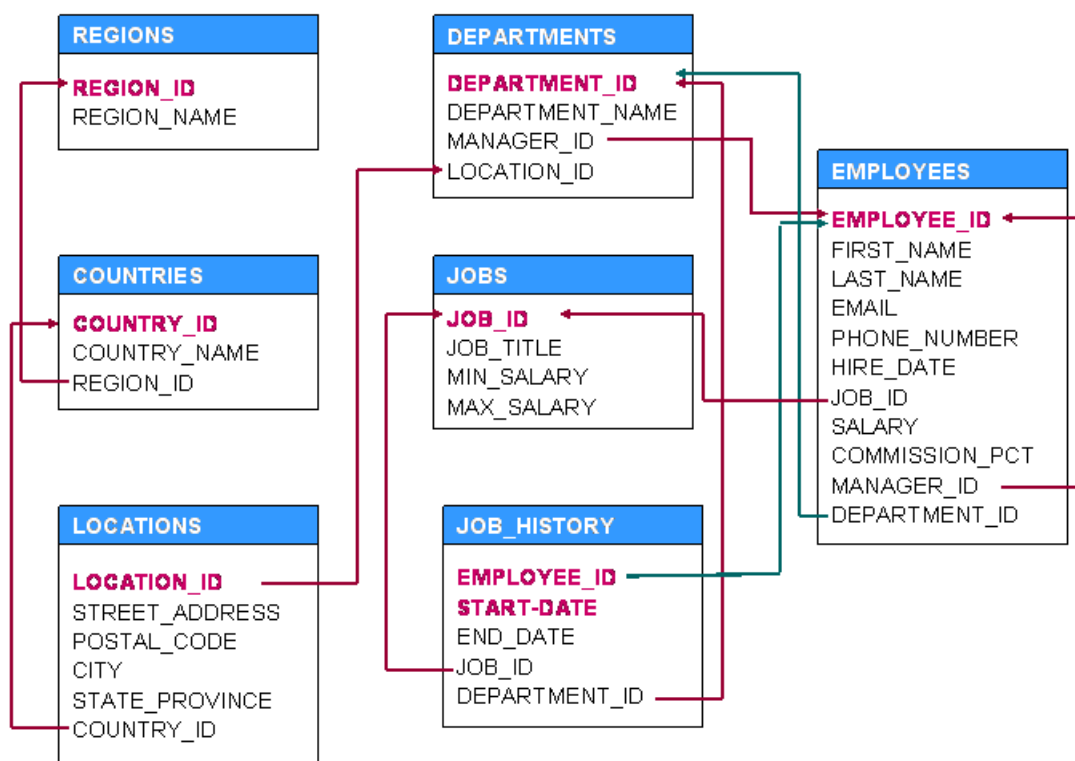 REGIONS
REGION_ID
REGION_NAME
DEPARTMENTS
DEPARTMENT_ID
DEPARTMENT_NAME
MANAGER_ID
LOCATION_ID
EMPLOYEES
EMPLOYEE_ID
FIRST_NAME
LAST_NAME
EMAIL
PHONE_NUMBER
HIRE_DATE
JOB_ID
SALARY
COMMISSION_PCT
MANAGER_ID
DEPARTMENT_ID
COUNTRIES
COUNTRY_ID
COUNTRY_NAME
REGION_ID
JOBS
JOB_ID
JOB_TITLE
MIN_SALARY
MAX_SALARY
LOCATIONS
LOCATION_ID
STREET_ADDRESS
POSTAL_CODE
CITY
STATE_PROVINCE
COUNTRY_ID
JOB_HISTORY
EMPLOYEE_ID
START-DATE
END_DATE
JOB_ID
DEPARTMENT_ID